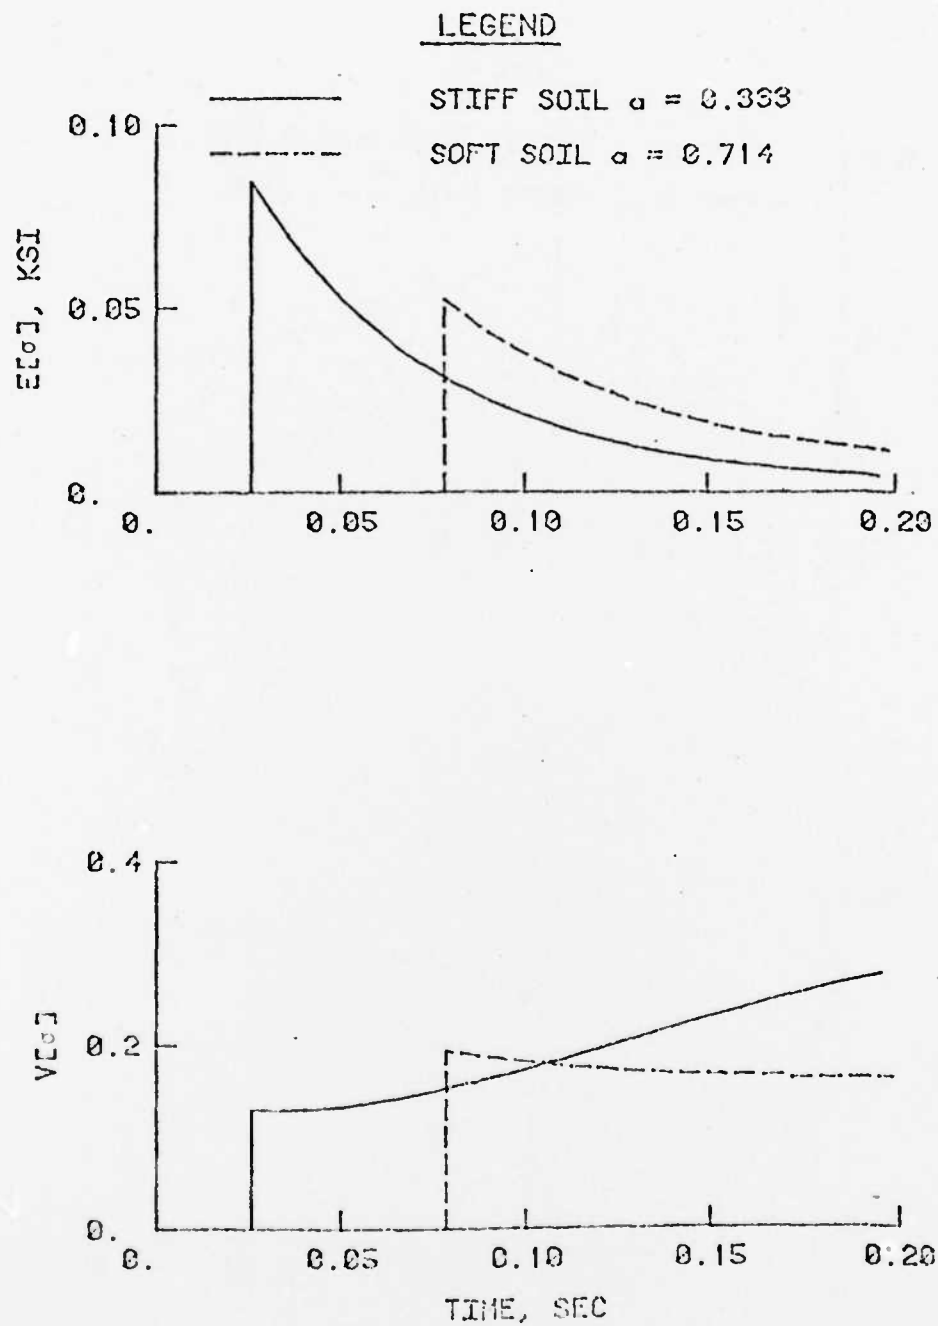 LEGEND
STIFF SOIL α = 0.333
SOFT SOIL α = 0.714
0.10
0.05
0.
E[σ], KSI
0. 0.05 0.10 0.15 0.20
0.4
0.2
0.
V[σ]
0. 0.05 0.10 0.15 0.20
TIME, SEC